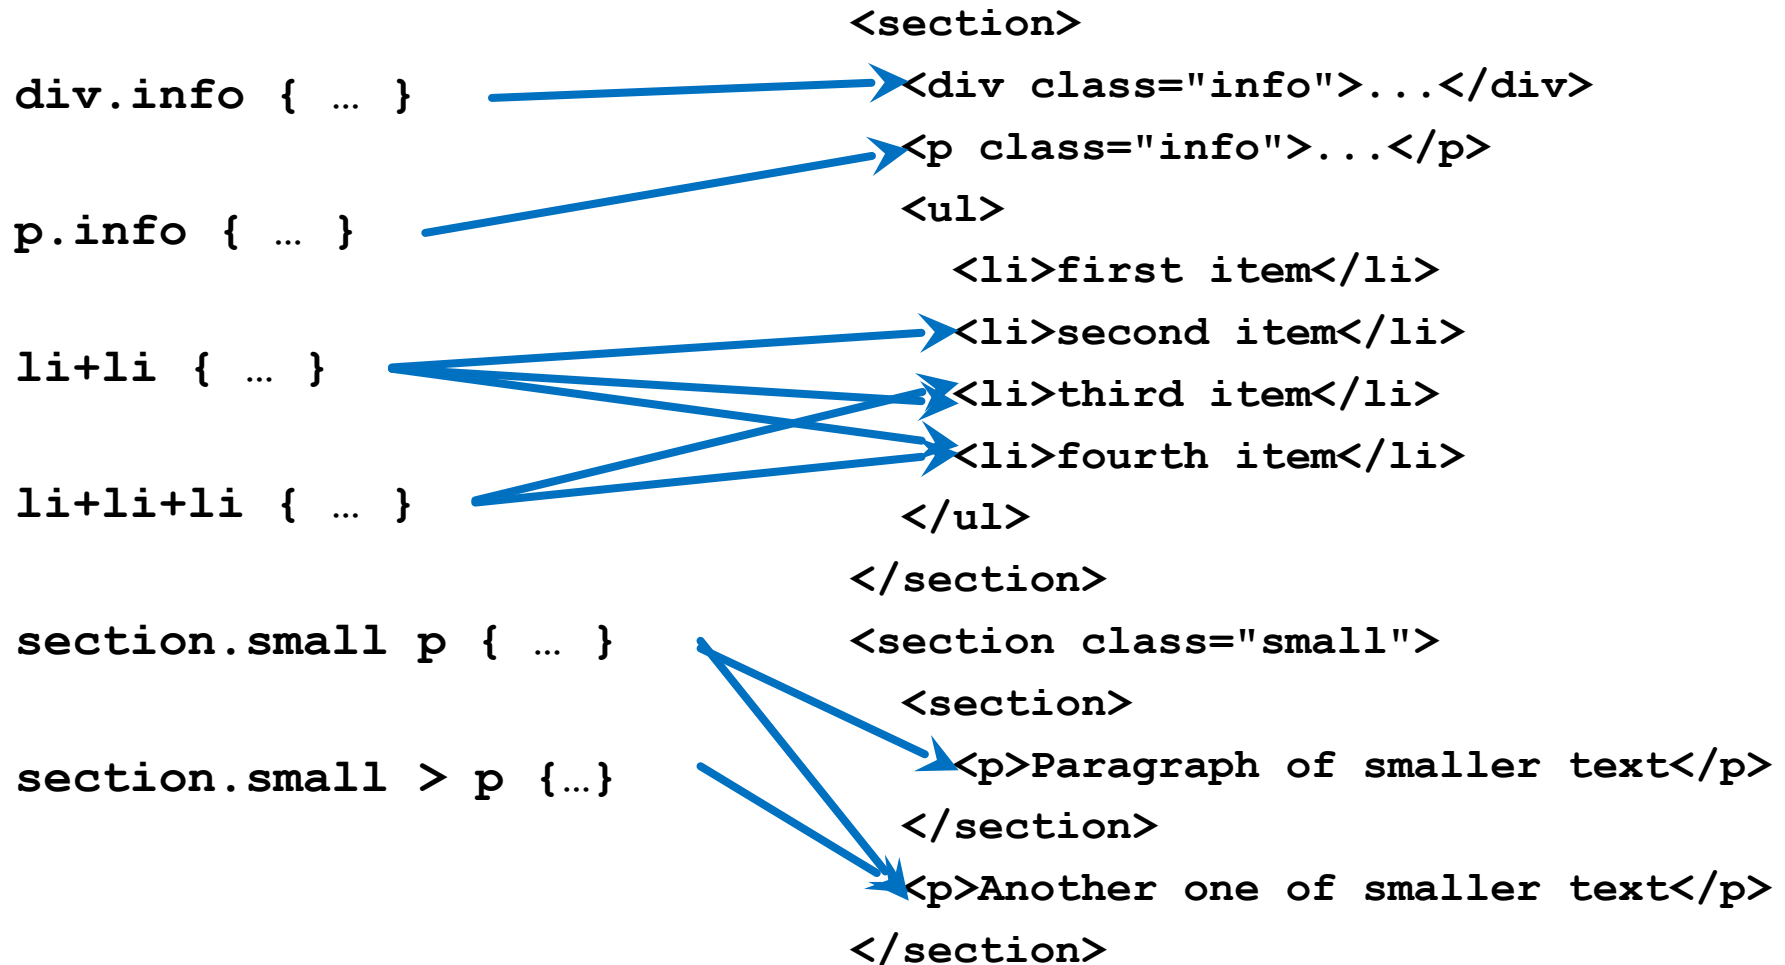 div.info { … }
p.info { … }
li+li { … }
li+li+li { … }
section.small p { … }
section.small > p {…}
<section>
<div class="info">...</div>
<p class="info">...</p>
<ul>
<li>first item</li>
<li>second item</li>
<li>third item</li>
<li>fourth item</li>
</ul>
</section>
<section class="small">
<section>
<p>Paragraph of smaller text</p>
</section>
<p>Another one of smaller text</p>
</section>